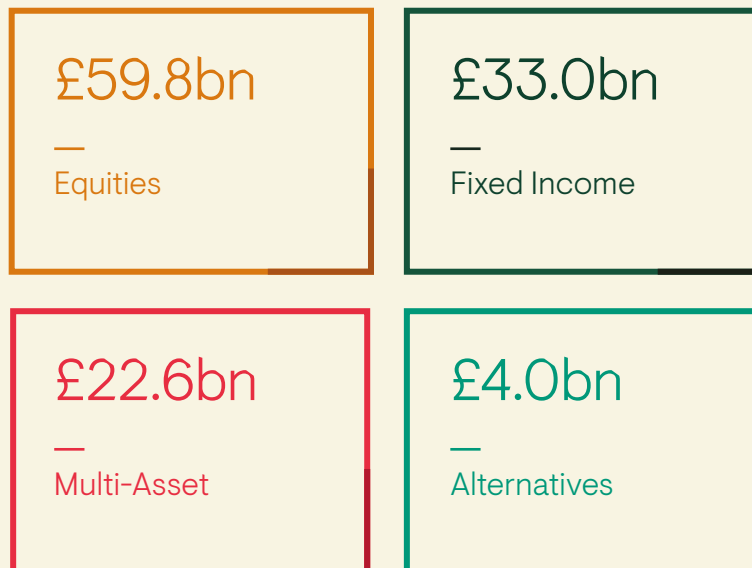 £59.8bn
Equities
£33.0bn
Fixed Income
£22.6bn
Multi-Asset
£4.0bn
Alternatives